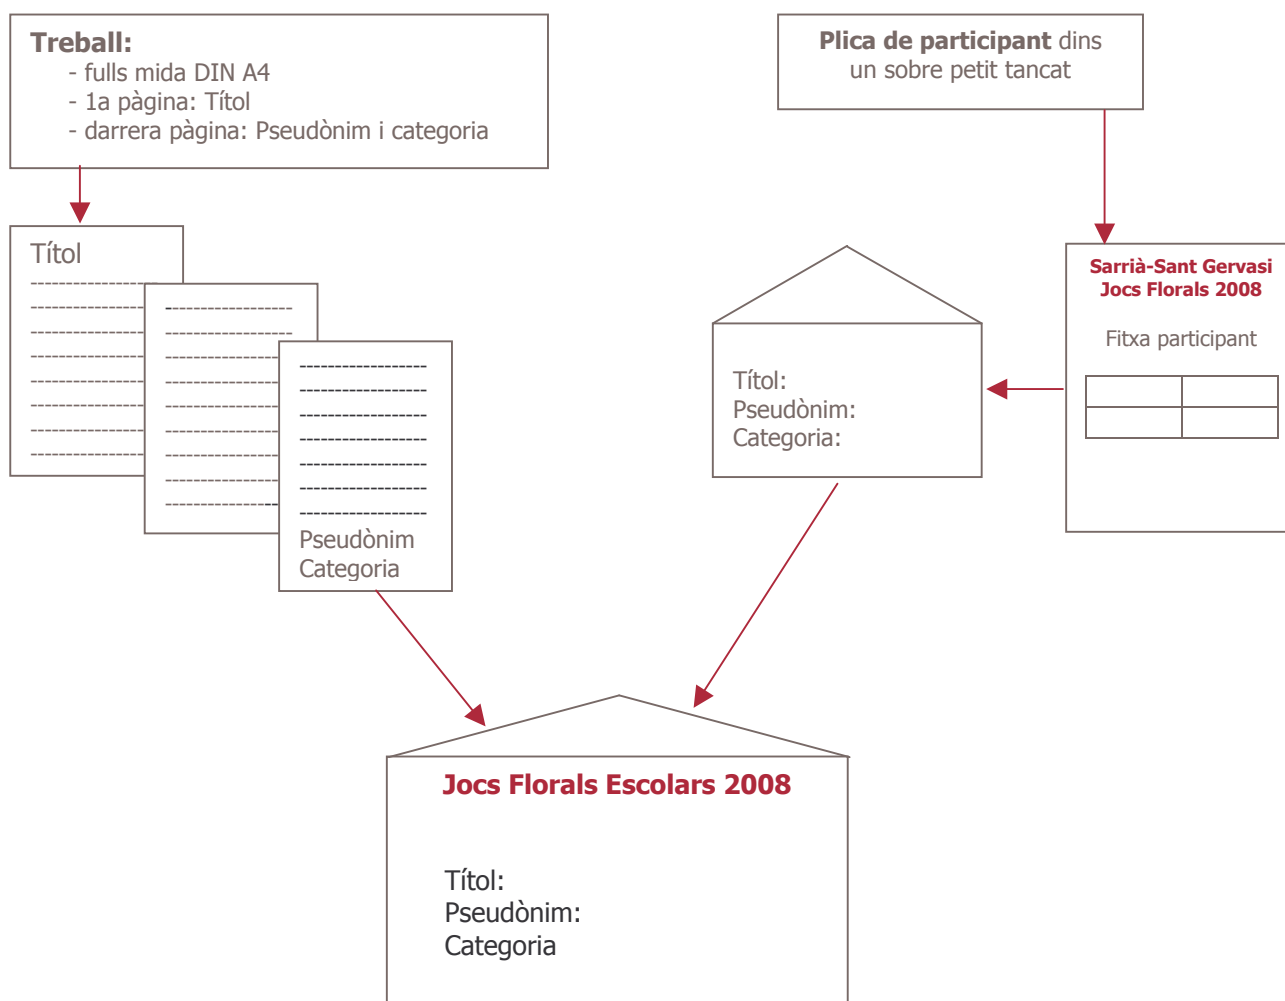 Treball:
- fulls mida DIN A4
- 1a pàgina: Títol
- darrera pàgina: Pseudònim i categoria
Plica de participant dins
un sobre petit tancat
Títol
Pseudònim
Categoria
Títol:
Pseudònim:
Categoria:
Sarrià-Sant Gervasi
Jocs Florals 2008
Fitxa participant
Jocs Florals Escolars 2008
Títol:
Pseudònim:
Categoria